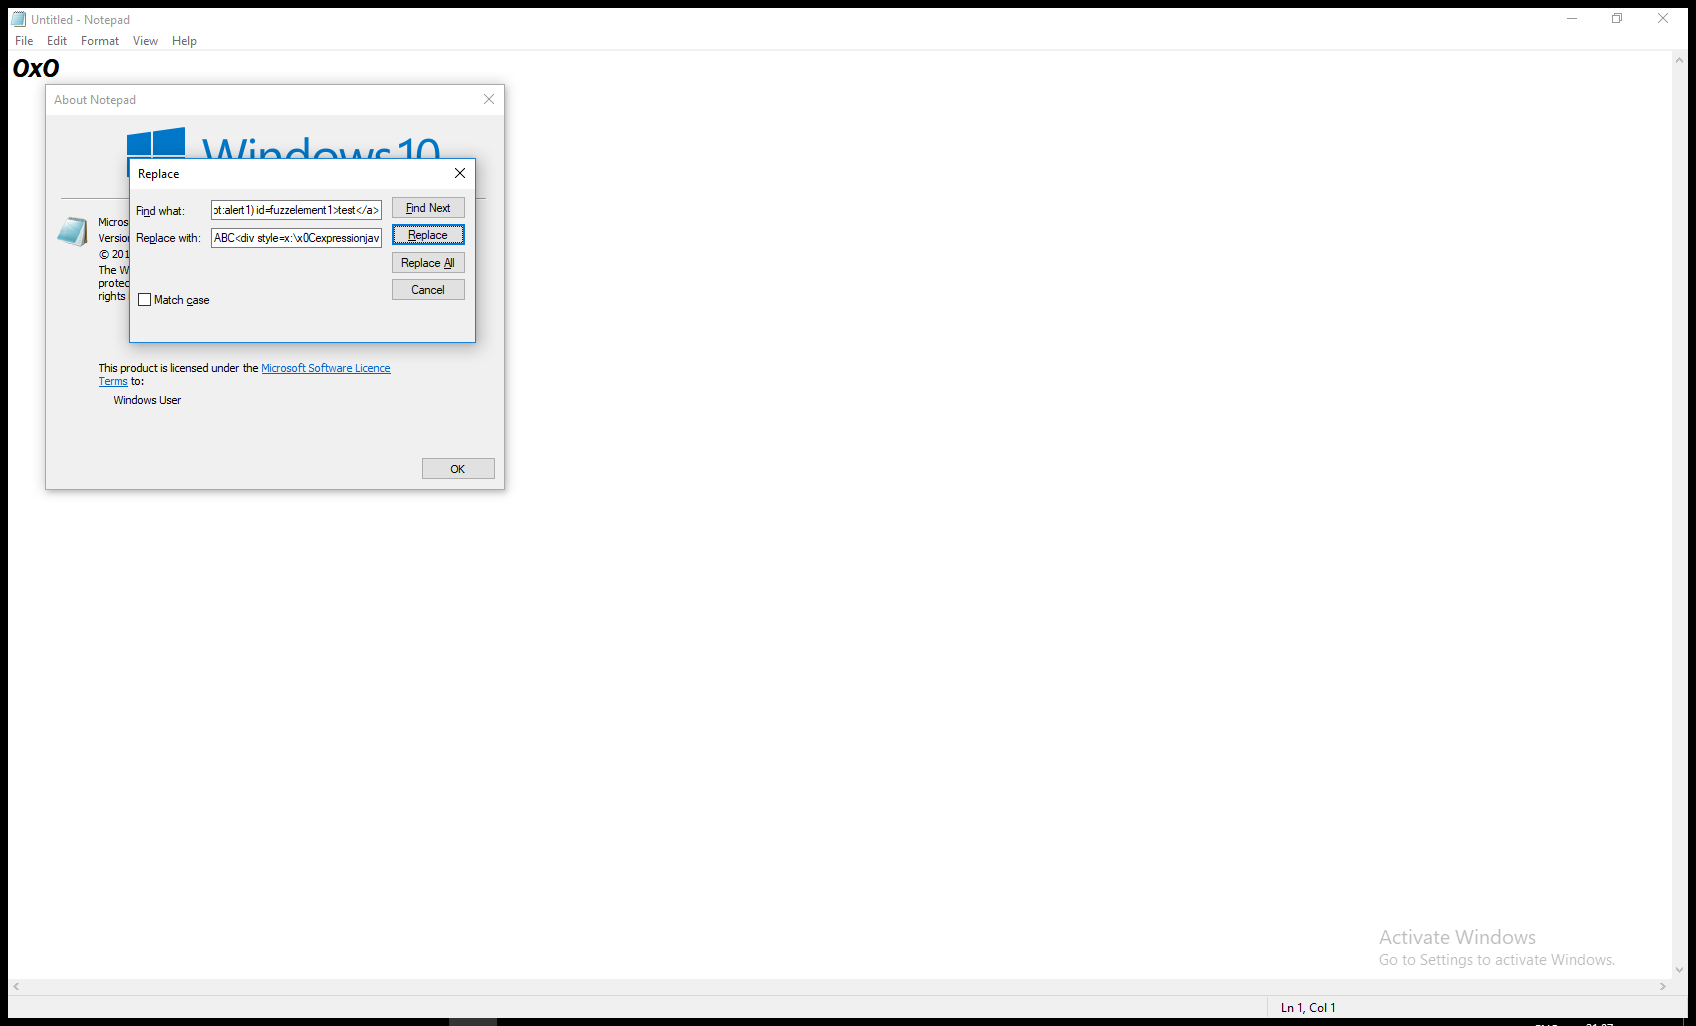 Untitled - Notepad
File Edit Format View Help
0x0
About Notepad
Windows 10
Replace
Find what: ot:alert1) id=fuzzelement1>test</a> Find Next
Replace with: ABC<div style=x:\x0Cexpressionjav Replace
Replace All
Cancel
Match case
Micros
Version
© 201
The W
protec
rights
This product is licensed under the Microsoft Software Licence
Terms to:
Windows User
OK
Activate Windows
Go to Settings to activate Windows.
Ln 1, Col 1